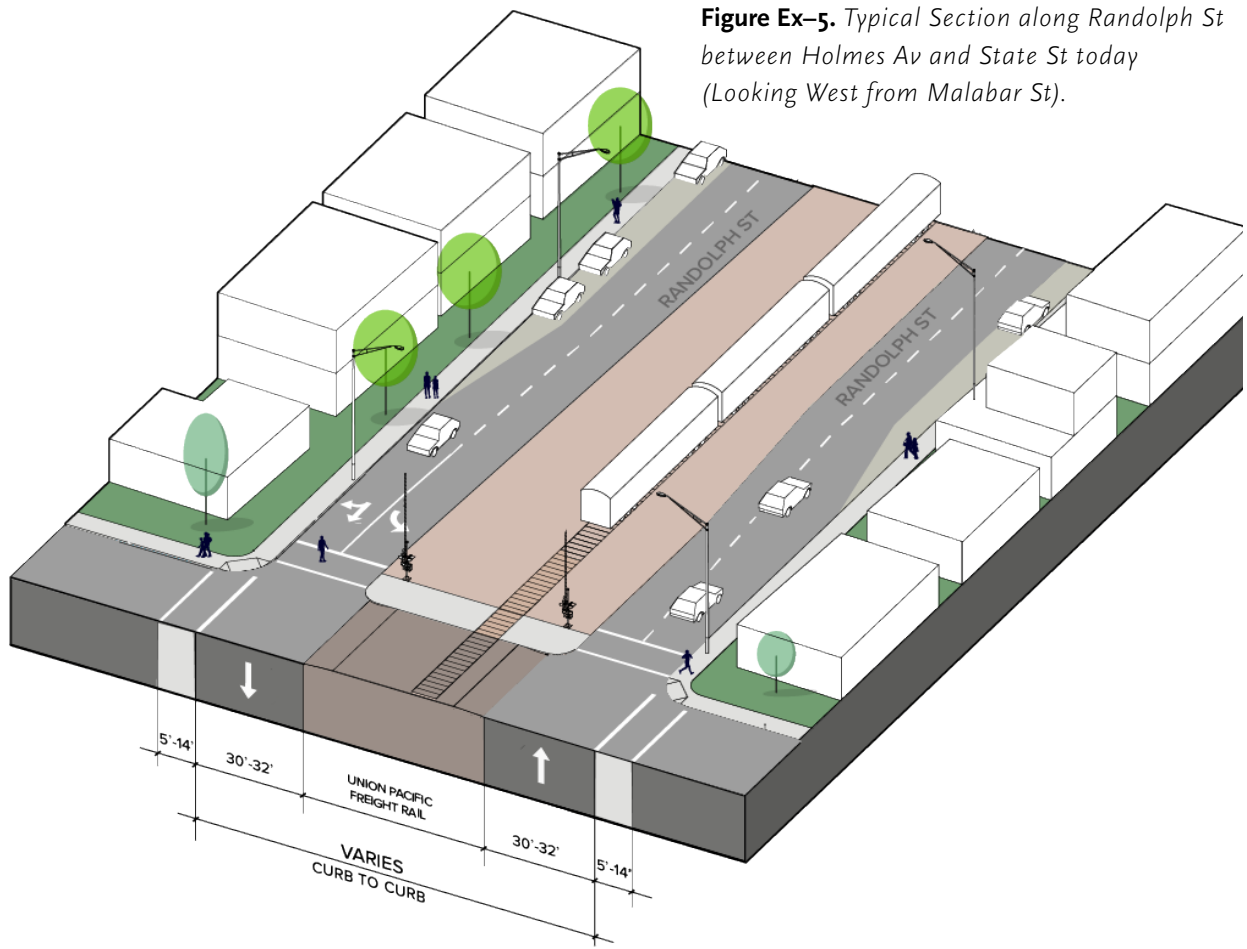 Figure Ex–5. Typical Section along Randolph St
between Holmes Av and State St today
(Looking West from Malabar St).
RANDOLPH ST
RANDOLPH ST
5'-14'
30'-32'
UNION PACIFIC
FREIGHT RAIL
30'-32'
5'-14'
VARIES
CURB TO CURB